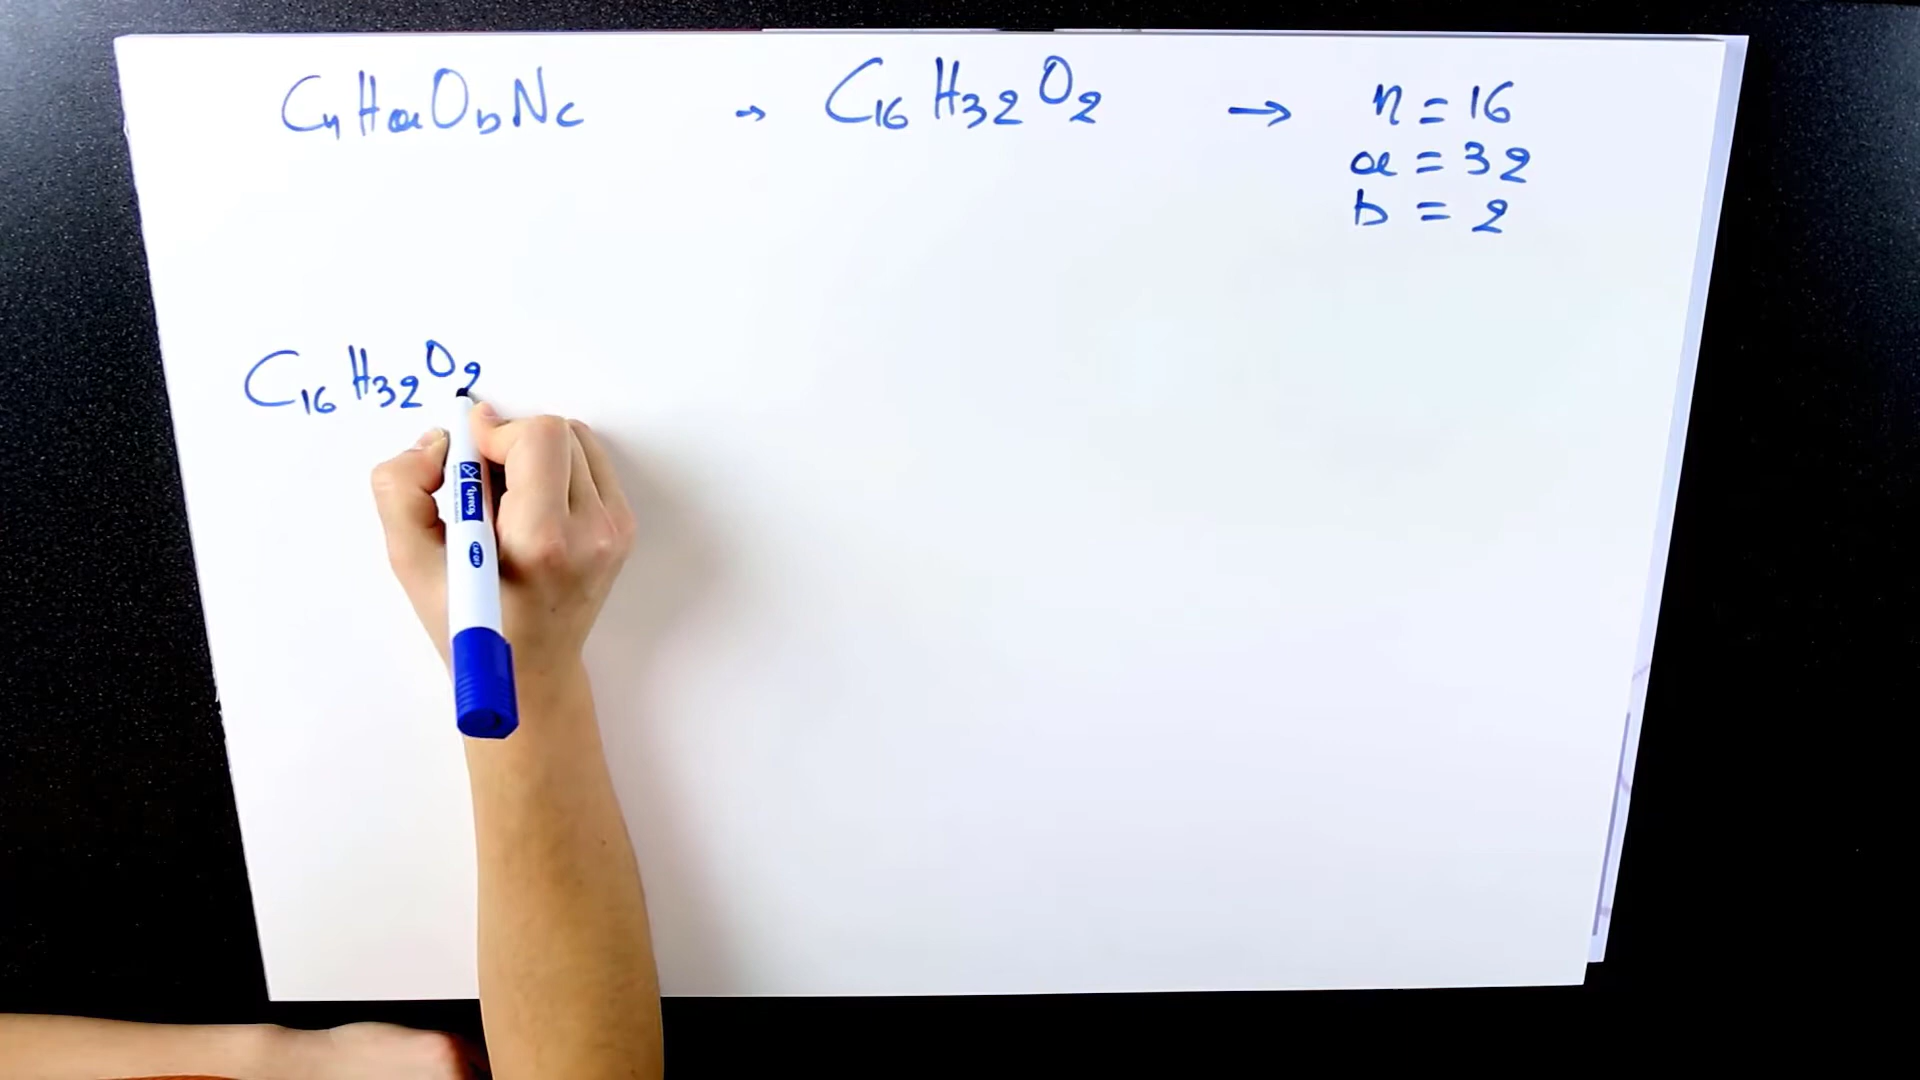 CnHaObNc → C16H32O2 → n = 16
a = 32
b = 2
C16H32O2